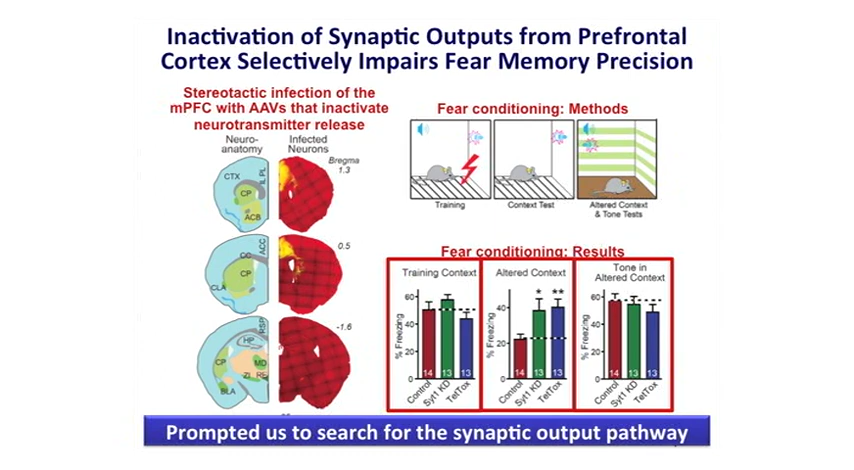 Inactivation of Synaptic Outputs from Prefrontal
Cortex Selectively Impairs Fear Memory Precision
Stereotactic infection of the
mPFC with AAVs that inactivate
neurotransmitter release
Neuro-
anatomy
Infected
Neurons
Bregma
1.3
CTX
CP
ACB
IL PL
0.5
ACC
CC
CP
CLA
-1.6
RSP
HP
CP
MD
ZI
RE
BLA
Fear conditioning: Methods
Training
Context Test
Altered Context
& Tone Tests
Fear conditioning: Results
Training Context
% Freezing
60
40
20
0
14
13
13
Control
Syt1 KD
TetTox
Altered Context
% Freezing
40
20
0
*
**
14
13
13
Control
Syt1 KD
TetTox
Tone in
Altered Context
% Freezing
60
40
20
0
14
13
13
Control
Syt1 KD
TetTox
Prompted us to search for the synaptic output pathway